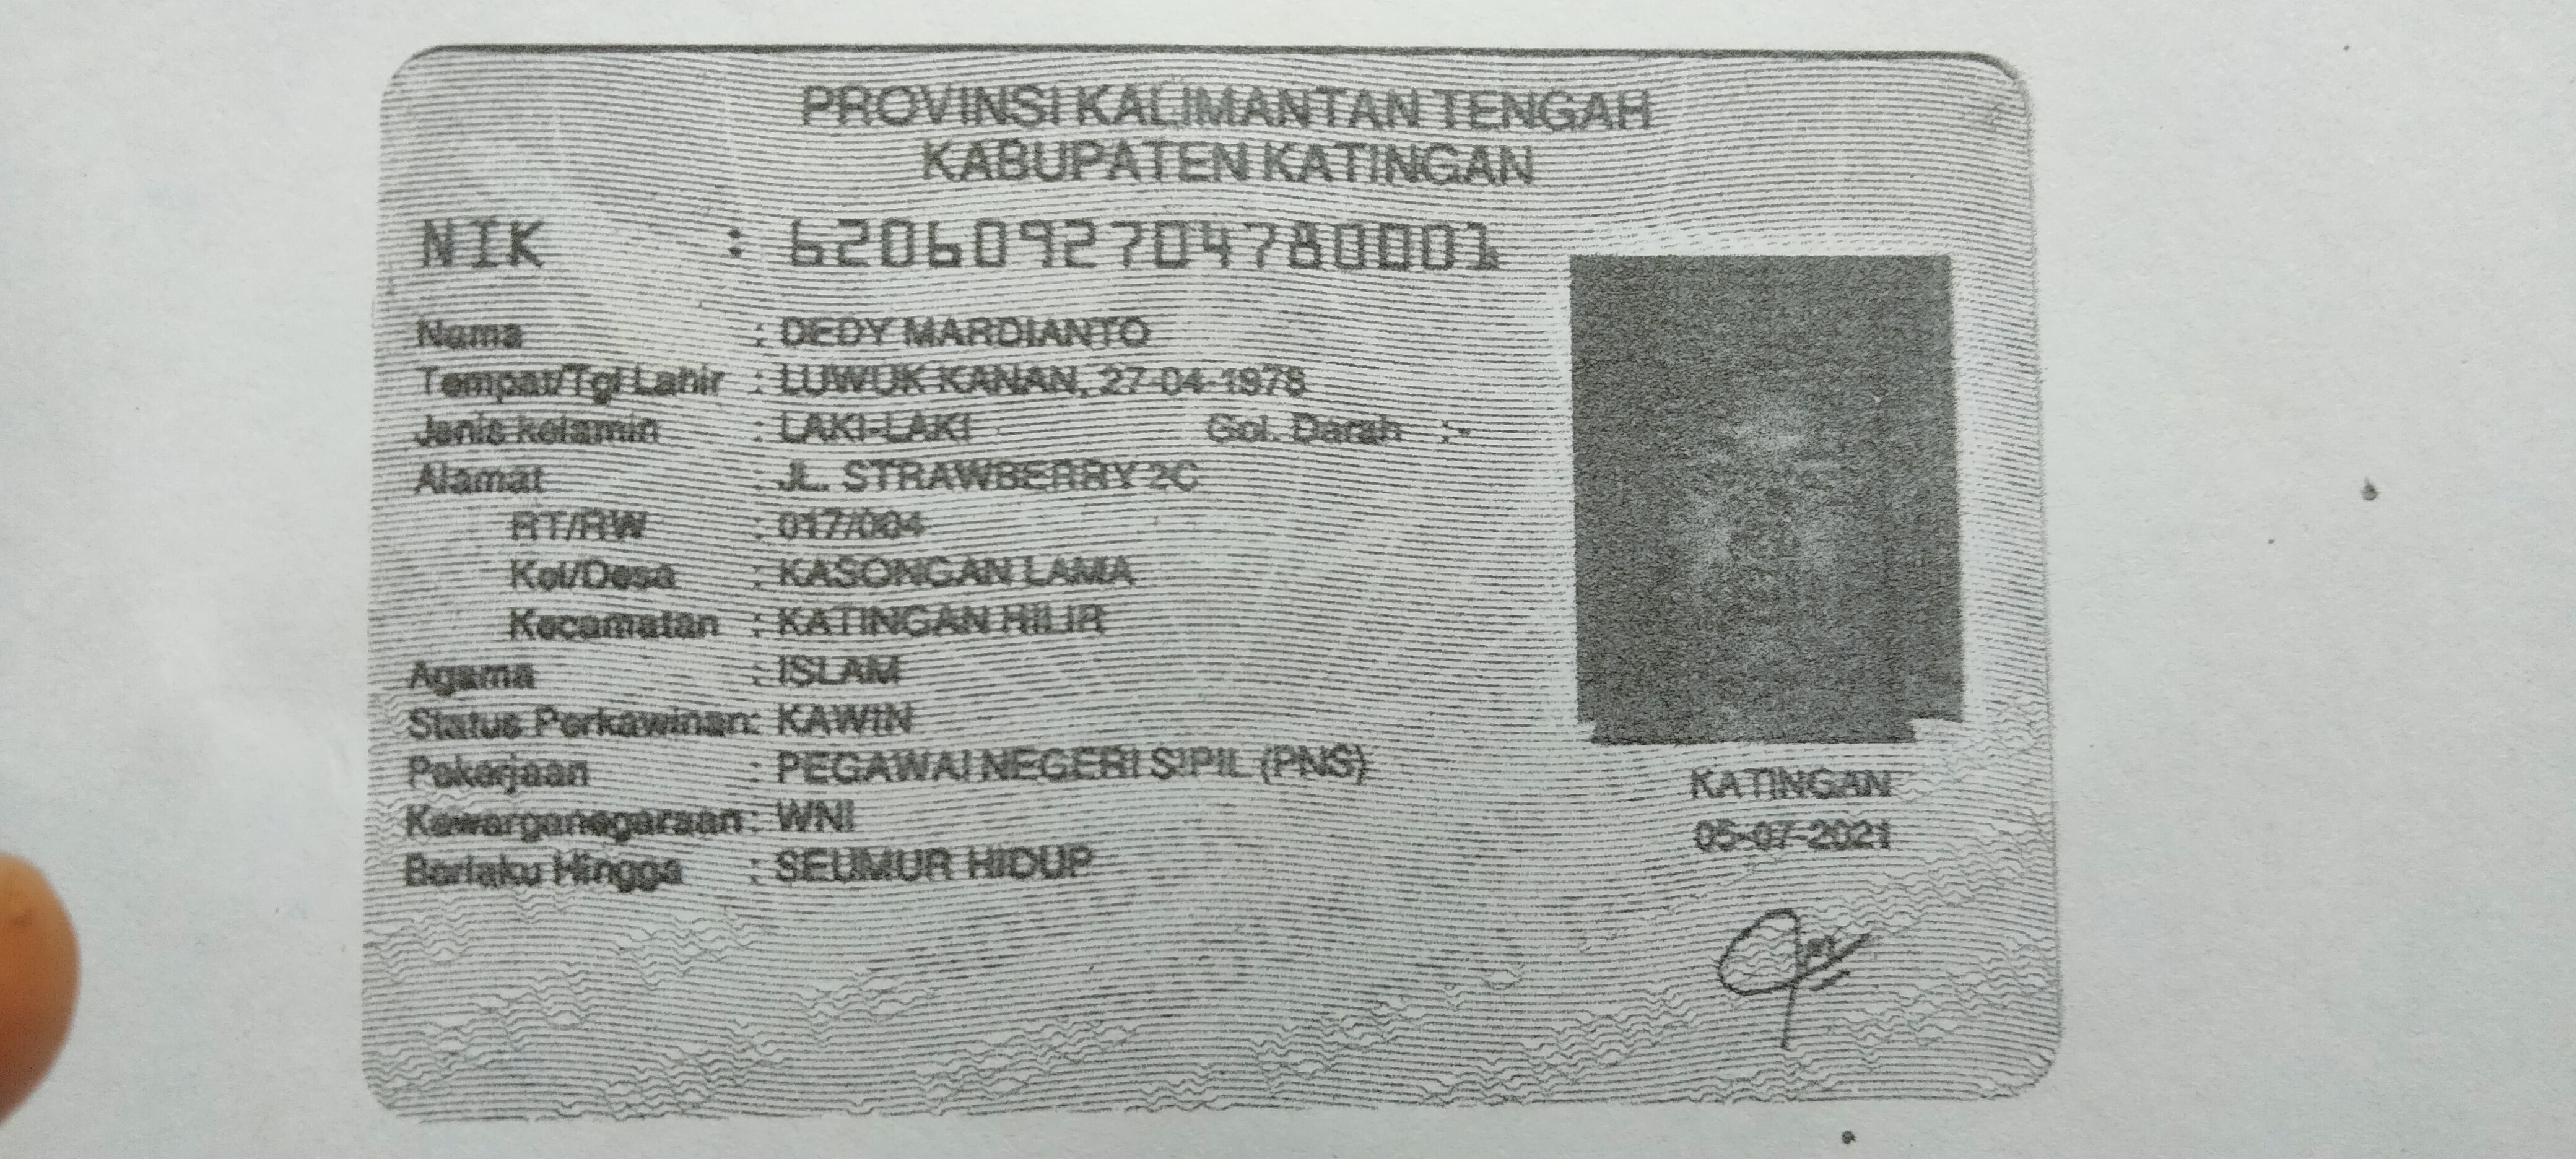 PROVINSI KALIMANTAN TENGAH
KABUPATEN KATINGAN
NIK : 6206092704780001
Nama : DEDY MARDIANTO
Tempat/Tgl Lahir : LUWUK KANAN, 27-04-1978
Jenis kelamin : LAKI-LAKI Gol. Darah : -
Alamat : JL. STRAWBERRY 2C
RT/RW : 017/004
Kel/Desa : KASONGAN LAMA
Kecamatan : KATINGAN HILIR
Agama : ISLAM
Status Perkawinan: KAWIN
Pekerjaan : PEGAWAI NEGERI SIPIL (PNS)
Kewarganegaraan: WNI
Berlaku Hingga : SEUMUR HIDUP
KATINGAN
05-07-2021